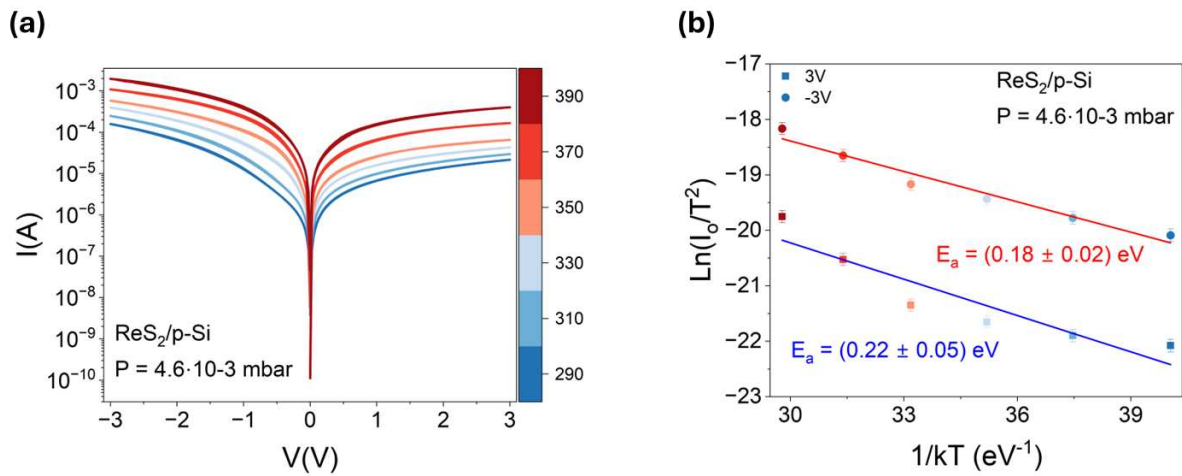 (a)
I(A)
10⁻³
10⁻⁴
10⁻⁵
10⁻⁶
10⁻⁷
10⁻⁸
10⁻⁹
10⁻¹⁰
ReS₂/p-Si
P = 4.6·10-3 mbar
−3 −2 −1 0 1 2 3
V(V)
390
370
350
330
310
290
(b)
Ln(I₀/T²)
−17
−18
−19
−20
−21
−22
−23
3V
-3V
ReS₂/p-Si
P = 4.6·10-3 mbar
Eₐ = (0.18 ± 0.02) eV
Eₐ = (0.22 ± 0.05) eV
30 33 36 39
1/kT (eV⁻¹)